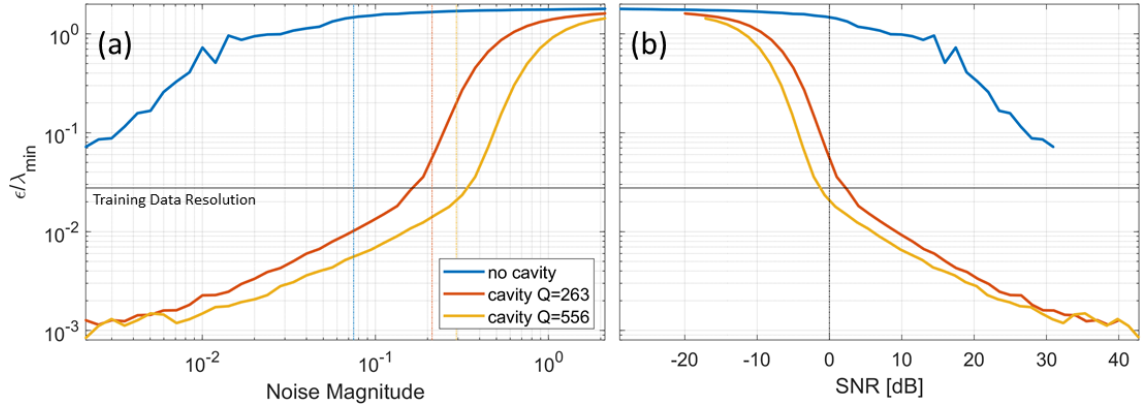 (a)
(b)
ϵ/λmin
10⁰
10⁻¹
10⁻²
10⁻³
Training Data Resolution
no cavity
cavity Q=263
cavity Q=556
10⁻²
10⁻¹
10⁰
-20
-10
0
10
20
30
40
Noise Magnitude
SNR [dB]